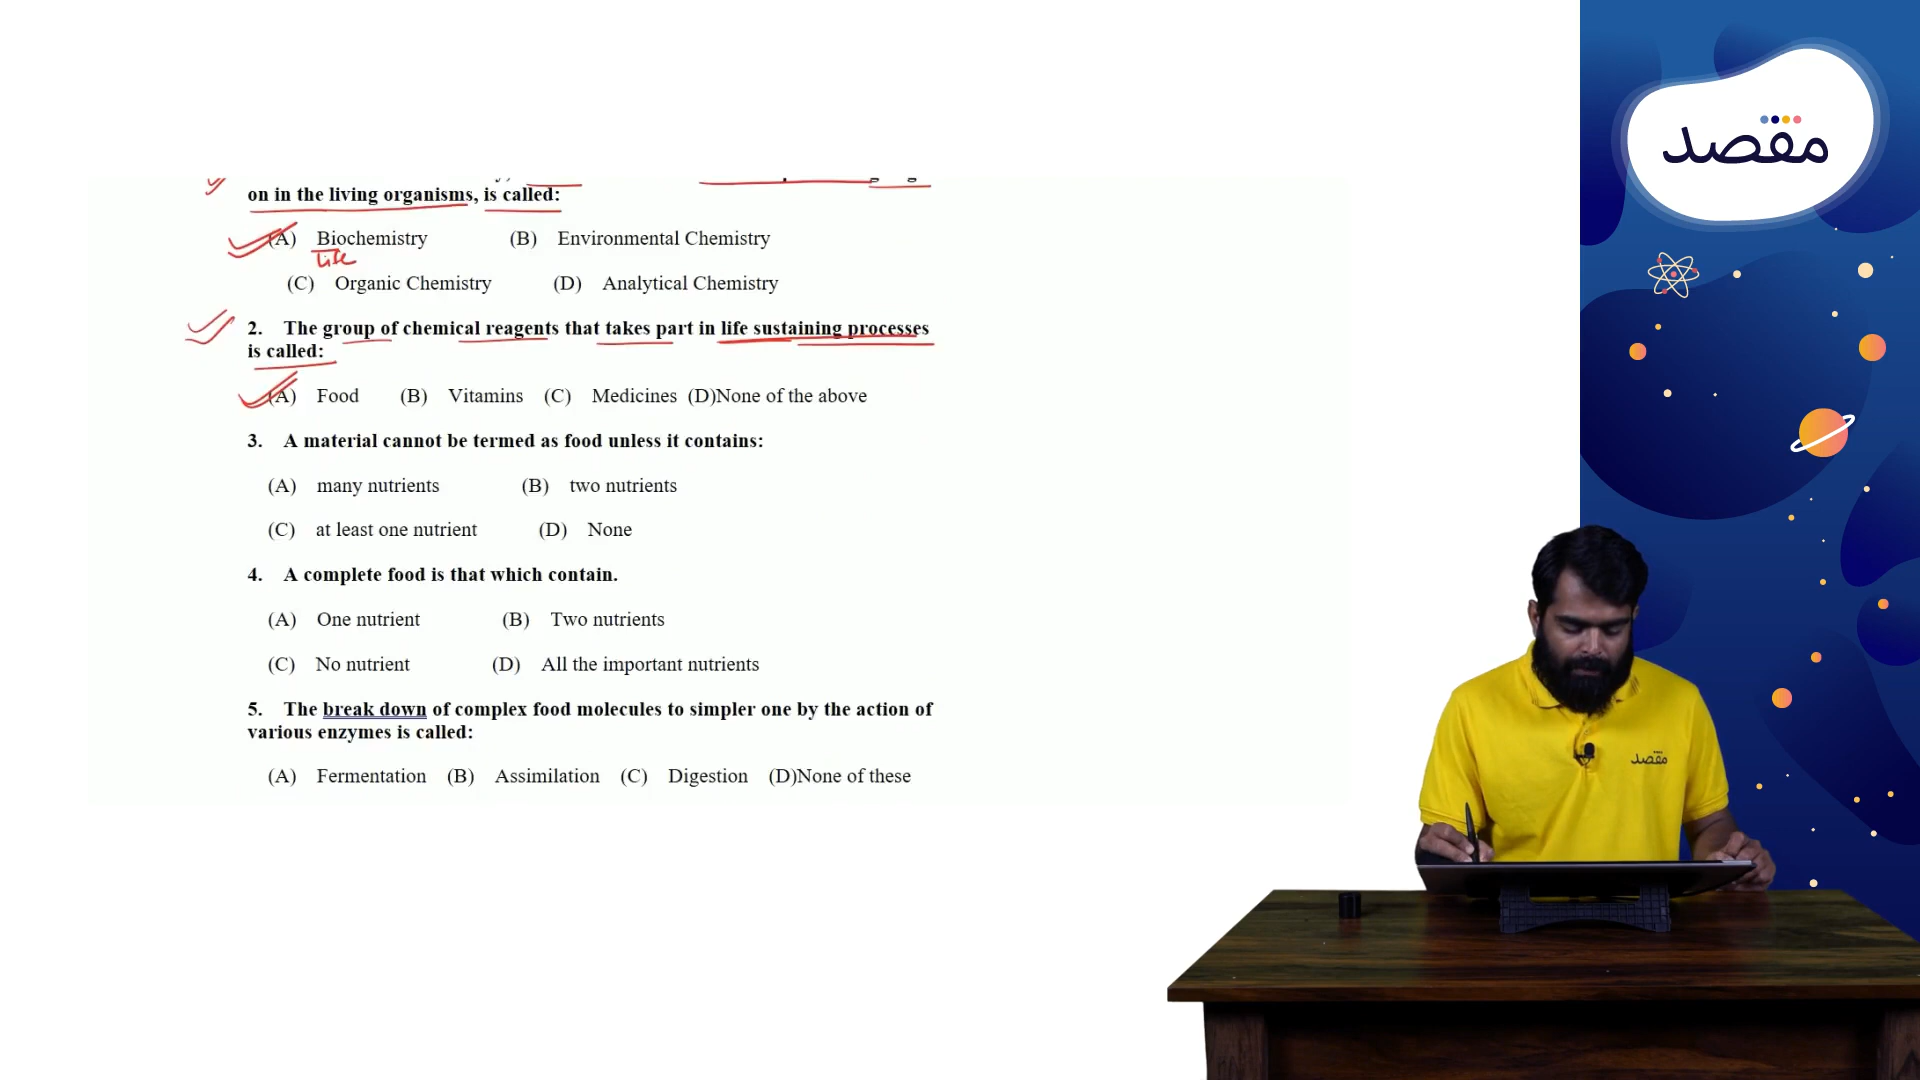 on in the living organisms, is called:
(A) Biochemistry (B) Environmental Chemistry
Life
(C) Organic Chemistry (D) Analytical Chemistry
2. The group of chemical reagents that takes part in life sustaining processes
is called:
(A) Food (B) Vitamins (C) Medicines (D)None of the above
3. A material cannot be termed as food unless it contains:
(A) many nutrients (B) two nutrients
(C) at least one nutrient (D) None
4. A complete food is that which contain.
(A) One nutrient (B) Two nutrients
(C) No nutrient (D) All the important nutrients
5. The break down of complex food molecules to simpler one by the action of
various enzymes is called:
(A) Fermentation (B) Assimilation (C) Digestion (D)None of these
مقصد
مقصد